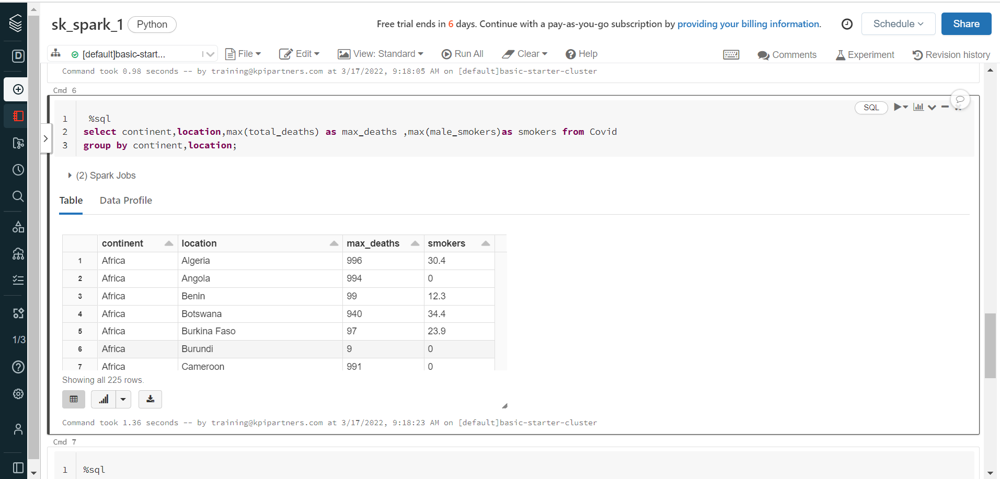 sk_spark_1 Python
Free trial ends in 6 days. Continue with a pay-as-you-go subscription by providing your billing information.
Schedule
Share
D
[default]basic-start...
File
Edit
View: Standard
Run All
Clear
Help
Comments
Experiment
Revision history
Command took 0.98 seconds -- by training@kpipartners.com at 3/17/2022, 9:18:05 AM on [default]basic-starter-cluster
Cmd 6
SQL
1 %sql
2 select continent,location,max(total_deaths) as max_deaths ,max(male_smokers)as smokers from Covid
3 group by continent,location;
(2) Spark Jobs
Table Data Profile
continent location max_deaths smokers
1 Africa Algeria 996 30.4
2 Africa Angola 994 0
3 Africa Benin 99 12.3
4 Africa Botswana 940 34.4
5 Africa Burkina Faso 97 23.9
6 Africa Burundi 9 0
7 Africa Cameroon 991 0
1/3
Showing all 225 rows.
Command took 1.36 seconds -- by training@kpipartners.com at 3/17/2022, 9:18:23 AM on [default]basic-starter-cluster
Cmd 7
1 %sql